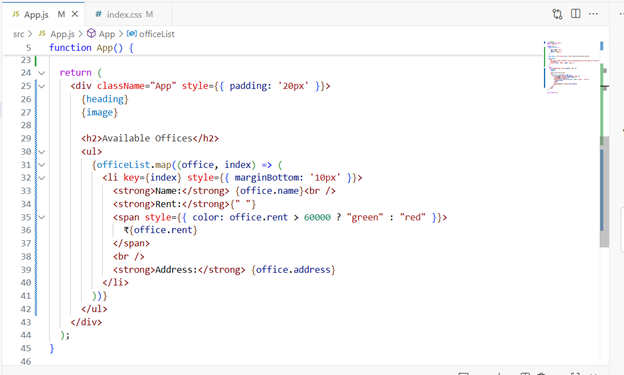 JS App.js M ×
# index.css M
src > JS App.js > App > officeList
5 function App() {
23
24 return (
25 <div className="App" style={{ padding: '20px' }}>
26 {heading}
27 {image}
28
29 <h2>Available Offices</h2>
30 <ul>
31 {officeList.map((office, index) => (
32 <li key={index} style={{ marginBottom: '10px' }}>
33 <strong>Name:</strong> {office.name}<br />
34 <strong>Rent:</strong>{" "}
35 <span style={{ color: office.rent > 60000 ? "green" : "red" }}>
36 ₹{office.rent}
37 </span>
38 <br />
39 <strong>Address:</strong> {office.address}
40 </li>
41 ))}
42 </ul>
43 </div>
44 );
45 }
46